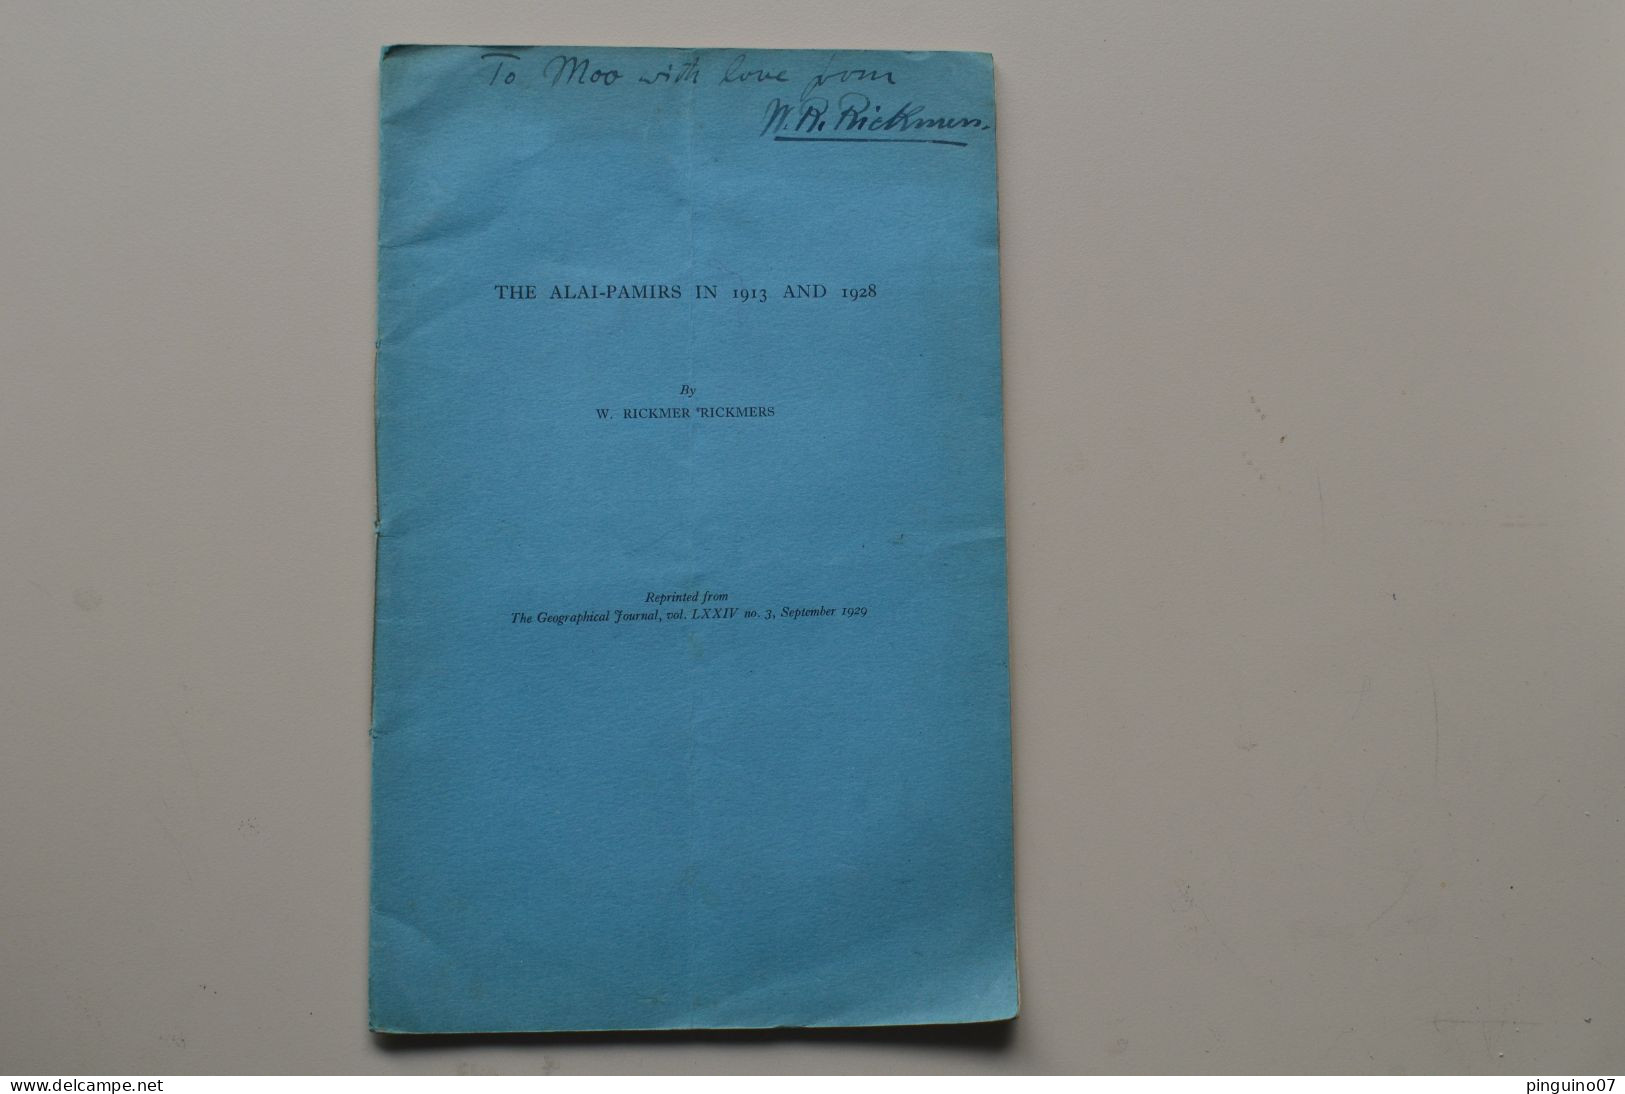 To Moo with love from
W. R. Rickmers.
THE ALAI-PAMIRS IN 1913 AND 1928
By
W. RICKMER RICKMERS
Reprinted from
The Geographical Journal, vol. LXXIV no. 3, September 1929
www.delcampe.net
pinguino07